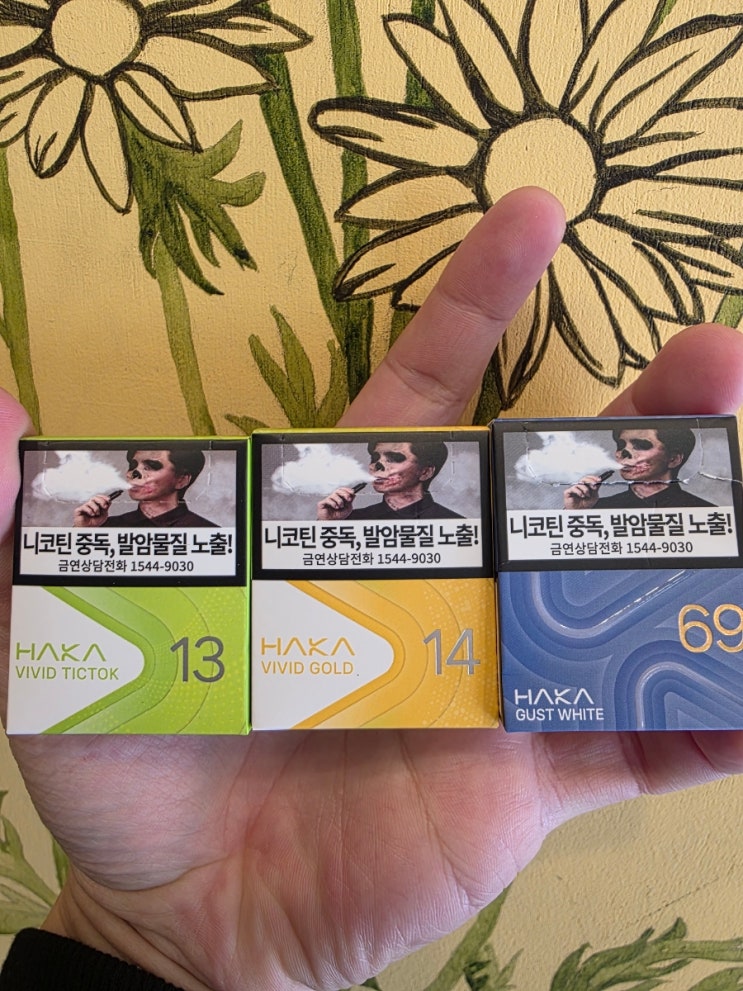 니코틴 중독, 발암물질 노출!
금연상담전화 1544-9030
HAKA
VIVID TICTOK
13
니코틴 중독, 발암물질 노출!
금연상담전화 1544-9030
HAKA
VIVID GOLD
14
니코틴 중독, 발암물질 노출!
금연상담전화 1544-9030
69
HAKA
GUST WHITE